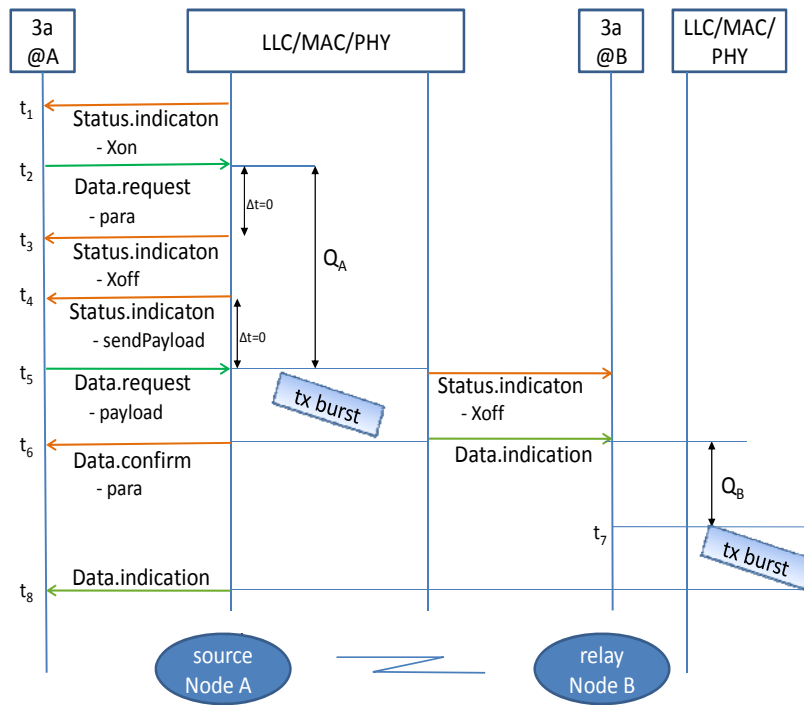 3a
@A
LLC/MAC/PHY
3a
@B
LLC/MAC/
PHY
t1
Status.indicaton
- Xon
t2
Data.request
- para
Δt=0
t3
Status.indicaton
- Xoff
QA
t4
Status.indicaton
- sendPayload
Δt=0
t5
Data.request
- payload
tx burst
Status.indicaton
- Xoff
t6
Data.confirm
- para
Data.indication
QB
t7
tx burst
t8
Data.indication
source
Node A
relay
Node B